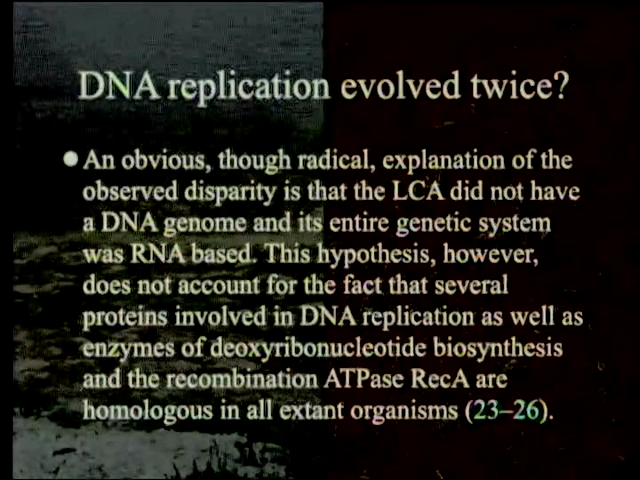 DNA replication evolved twice?
● An obvious, though radical, explanation of the
observed disparity is that the LCA did not have
a DNA genome and its entire genetic system
was RNA based. This hypothesis, however,
does not account for the fact that several
proteins involved in DNA replication as well as
enzymes of deoxyribonucleotide biosynthesis
and the recombination ATPase RecA are
homologous in all extant organisms (23–26).